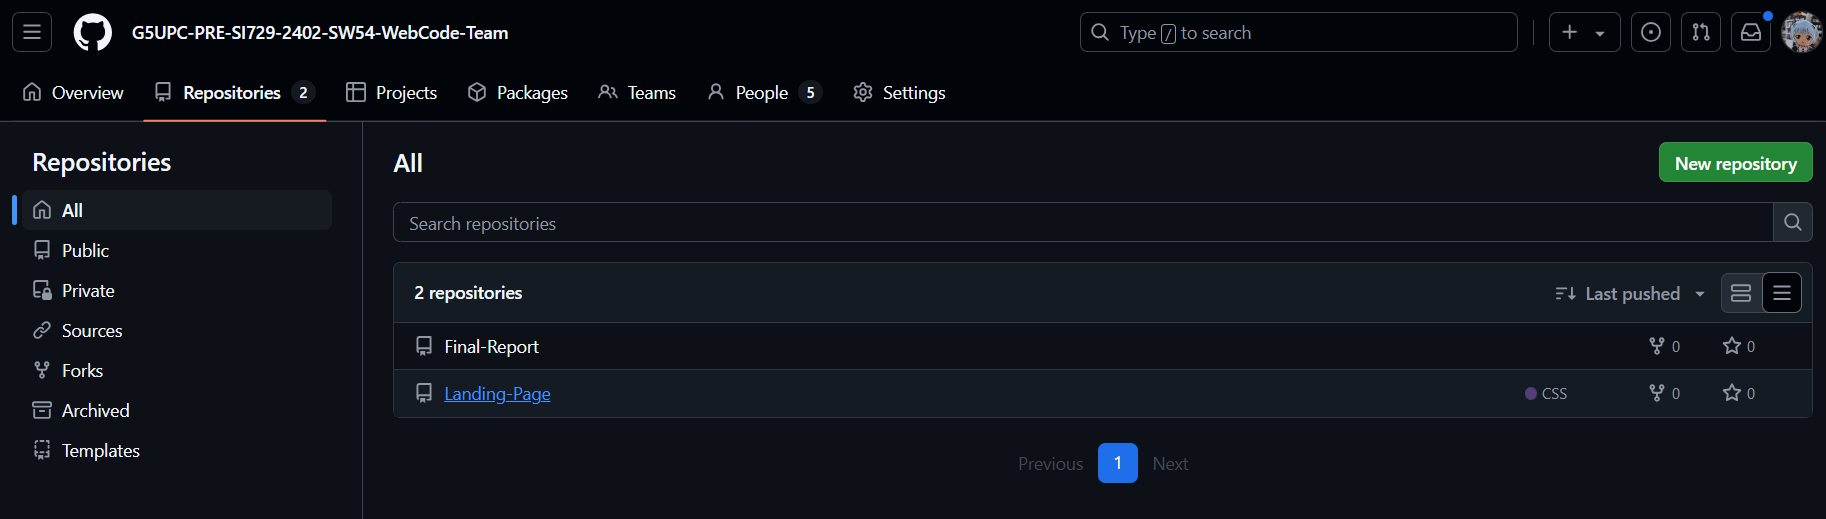 G5UPC-PRE-SI729-2402-SW54-WebCode-Team
Type / to search
Overview
Repositories 2
Projects
Packages
Teams
People 5
Settings
Repositories
All
Public
Private
Sources
Forks
Archived
Templates
All
New repository
Search repositories
2 repositories
Last pushed
Final-Report
0
0
Landing-Page
CSS
0
0
Previous 1 Next